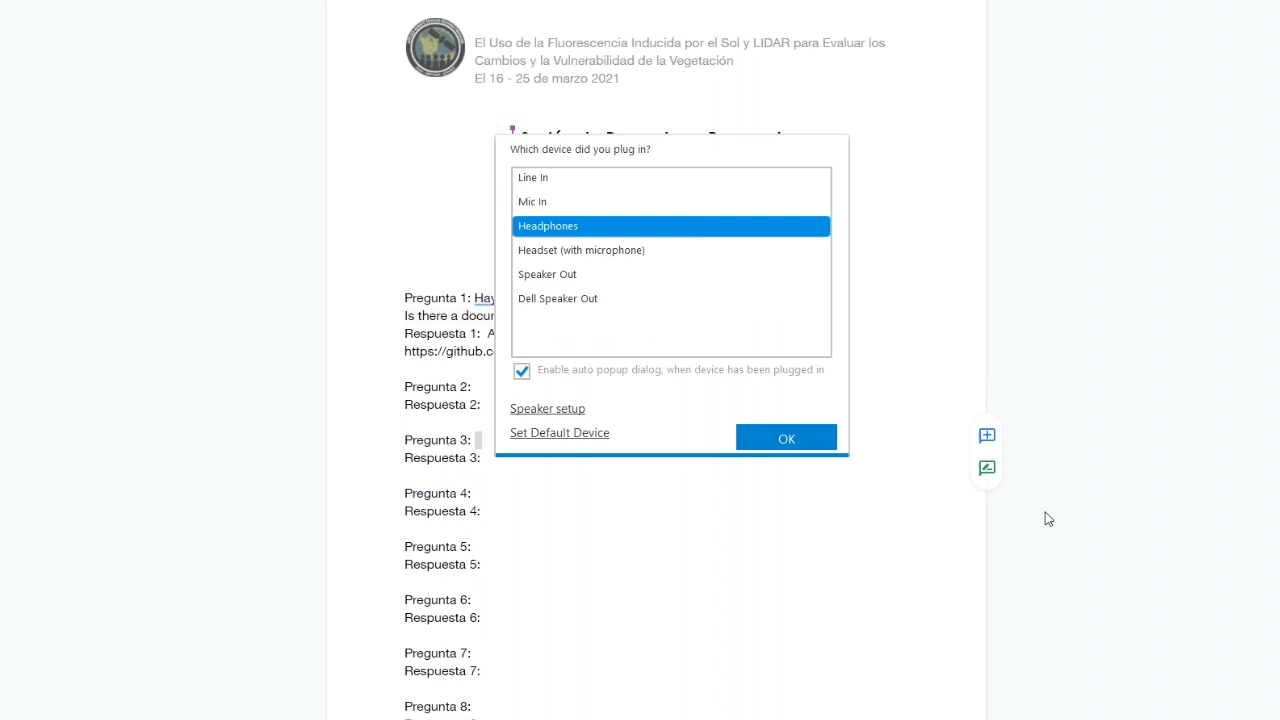 El Uso de la Fluorescencia Inducida por el Sol y LIDAR para Evaluar los
Cambios y la Vulnerabilidad de la Vegetación
El 16 - 25 de marzo 2021
Which device did you plug in?
Line In
Mic In
Headphones
Headset (with microphone)
Speaker Out
Dell Speaker Out
Enable auto popup dialog, when device has been plugged in
Speaker setup
Set Default Device
OK
Pregunta 1: Hay
Is there a docum
Respuesta 1: A
https://github.c
Pregunta 2:
Respuesta 2:
Pregunta 3:
Respuesta 3:
Pregunta 4:
Respuesta 4:
Pregunta 5:
Respuesta 5:
Pregunta 6:
Respuesta 6:
Pregunta 7:
Respuesta 7:
Pregunta 8: